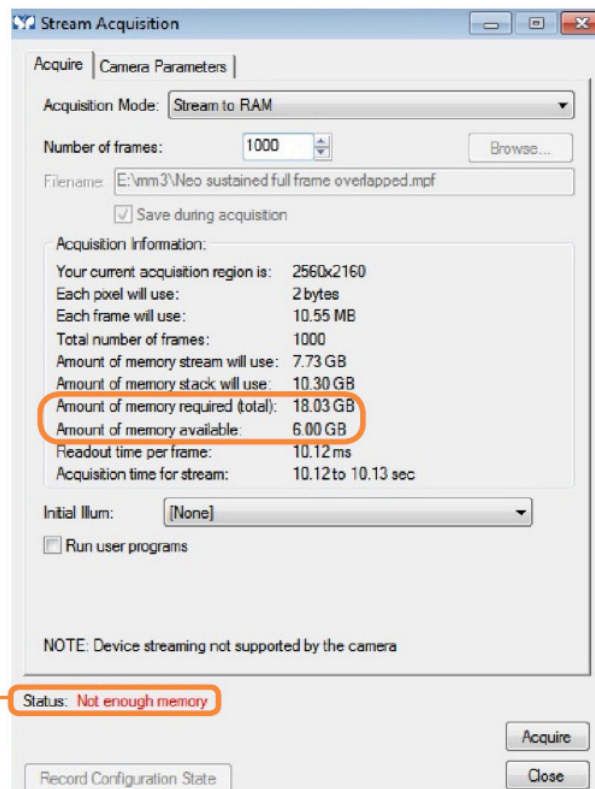 Stream Acquisition
Acquire Camera Parameters
Acquisition Mode: Stream to RAM
Number of frames: 1000 Browse...
Filename: E:\mm3\Neo sustained full frame overlapped.mpf
Save during acquisition
Acquisition Information:
Your current acquisition region is: 2560x2160
Each pixel will use: 2 bytes
Each frame will use: 10.55 MB
Total number of frames: 1000
Amount of memory stream will use: 7.73 GB
Amount of memory stack will use: 10.30 GB
Amount of memory required (total): 18.03 GB
Amount of memory available: 6.00 GB
Readout time per frame: 10.12 ms
Acquisition time for stream: 10.12 to 10.13 sec
Initial Illum: [None]
Run user programs
NOTE: Device streaming not supported by the camera
Status: Not enough memory
Acquire
Record Configuration State Close